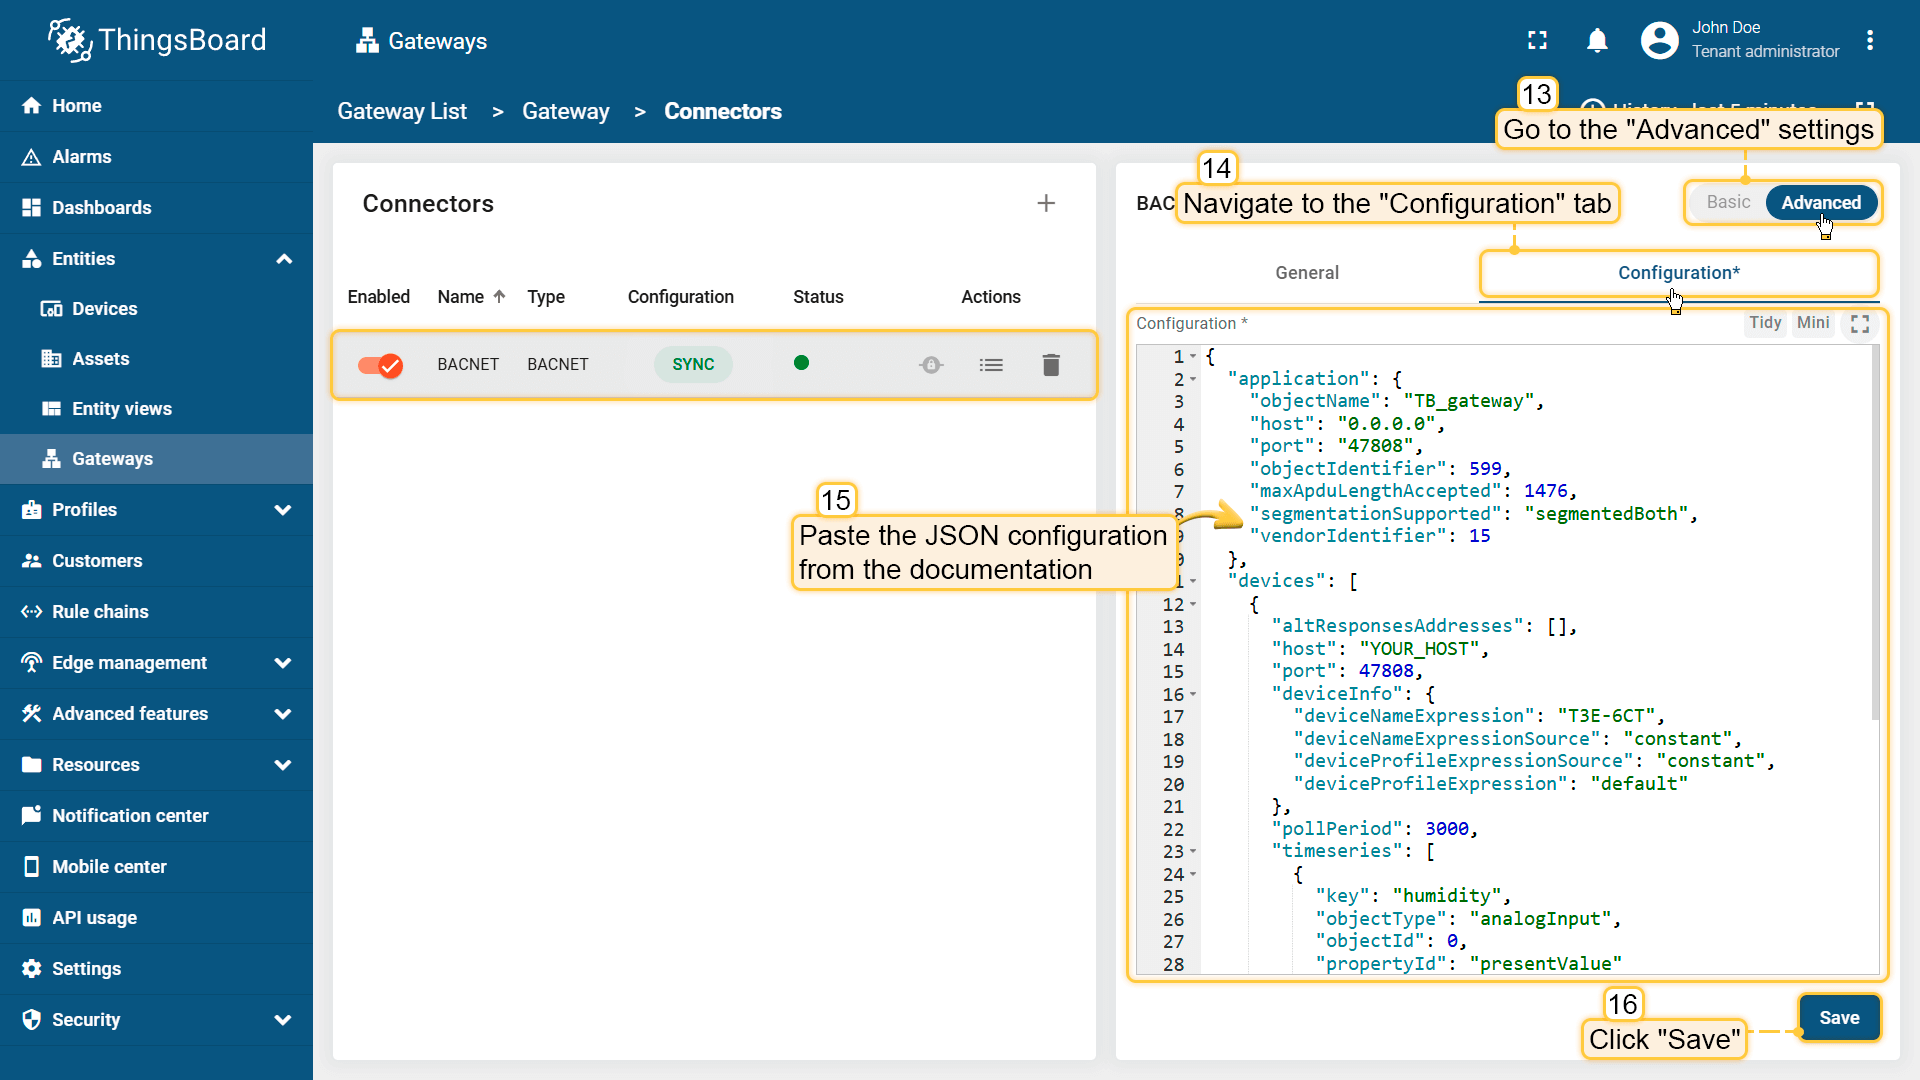 ThingsBoard
Gateways
John Doe
Tenant administrator
Gateway List > Gateway > Connectors
13
Go to the "Advanced" settings
Home
Alarms
Dashboards
Entities
Devices
Assets
Entity views
Gateways
Profiles
Customers
Rule chains
Edge management
Advanced features
Resources
Notification center
Mobile center
API usage
Settings
Security
Connectors
Enabled Name Type Configuration Status Actions
BACNET BACNET SYNC
14
Navigate to the "Configuration" tab
BAC
Basic Advanced
General Configuration*
Configuration * Tidy Mini
1 {
2 "application": {
3 "objectName": "TB_gateway",
4 "host": "0.0.0.0",
5 "port": "47808",
6 "objectIdentifier": 599,
7 "maxApduLengthAccepted": 1476,
8 "segmentationSupported": "segmentedBoth",
"vendorIdentifier": 15
},
"devices": [
12 {
13 "altResponsesAddresses": [],
14 "host": "YOUR_HOST",
15 "port": 47808,
16 "deviceInfo": {
17 "deviceNameExpression": "T3E-6CT",
18 "deviceNameExpressionSource": "constant",
19 "deviceProfileExpressionSource": "constant",
20 "deviceProfileExpression": "default"
21 },
22 "pollPeriod": 3000,
23 "timeseries": [
24 {
25 "key": "humidity",
26 "objectType": "analogInput",
27 "objectId": 0,
28 "propertyId": "presentValue"
15
Paste the JSON configuration
from the documentation
16
Click "Save"
Save